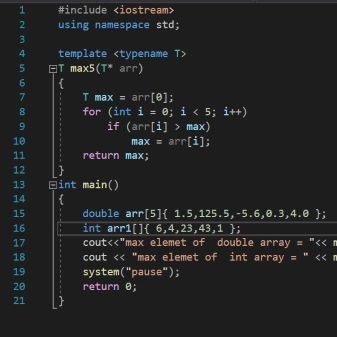 1 #include <iostream>
2 using namespace std;
3
4 template <typename T>
5 T max5(T* arr)
6 {
7 T max = arr[0];
8 for (int i = 0; i < 5; i++)
9 if (arr[i] > max)
10 max = arr[i];
11 return max;
12 }
13 int main()
14 {
15 double arr[5]{ 1.5,125.5,-5.6,0.3,4.0 };
16 int arr1[]{ 6,4,23,43,1 };
17 cout<<"max elemet of  double array = "<< m
18 cout << "max elemet of  int array = " << m
19 system("pause");
20 return 0;
21 }